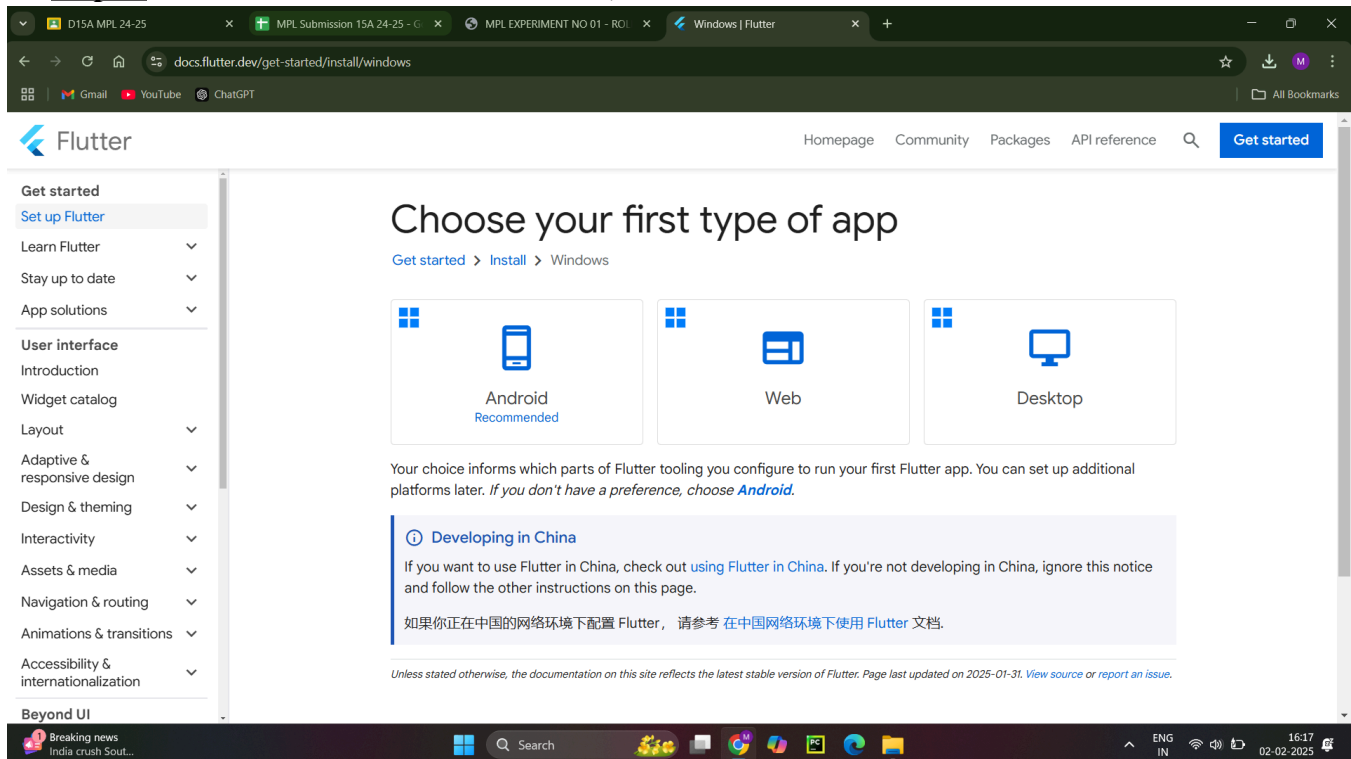 D15A MPL 24-25
MPL Submission 15A 24-25 - G
MPL EXPERIMENT NO 01 - ROL
Windows | Flutter
docs.flutter.dev/get-started/install/windows
M
Gmail
YouTube
ChatGPT
All Bookmarks
Flutter
Homepage
Community
Packages
API reference
Get started
Get started
Set up Flutter
Learn Flutter
Stay up to date
App solutions
User interface
Introduction
Widget catalog
Layout
Adaptive &
responsive design
Design & theming
Interactivity
Assets & media
Navigation & routing
Animations & transitions
Accessibility &
internationalization
Beyond UI
Choose your first type of app
Get started > Install > Windows
Android
Recommended
Web
Desktop
Your choice informs which parts of Flutter tooling you configure to run your first Flutter app. You can set up additional
platforms later. If you don't have a preference, choose Android.
Developing in China
If you want to use Flutter in China, check out using Flutter in China. If you're not developing in China, ignore this notice
and follow the other instructions on this page.
如果你正在中国的网络环境下配置 Flutter， 请参考 在中国网络环境下使用 Flutter 文档.
Unless stated otherwise, the documentation on this site reflects the latest stable version of Flutter. Page last updated on 2025-01-31. View source or report an issue.
1
Breaking news
India crush Sout...
Search
M
PC
ENG
IN
16:17
02-02-2025